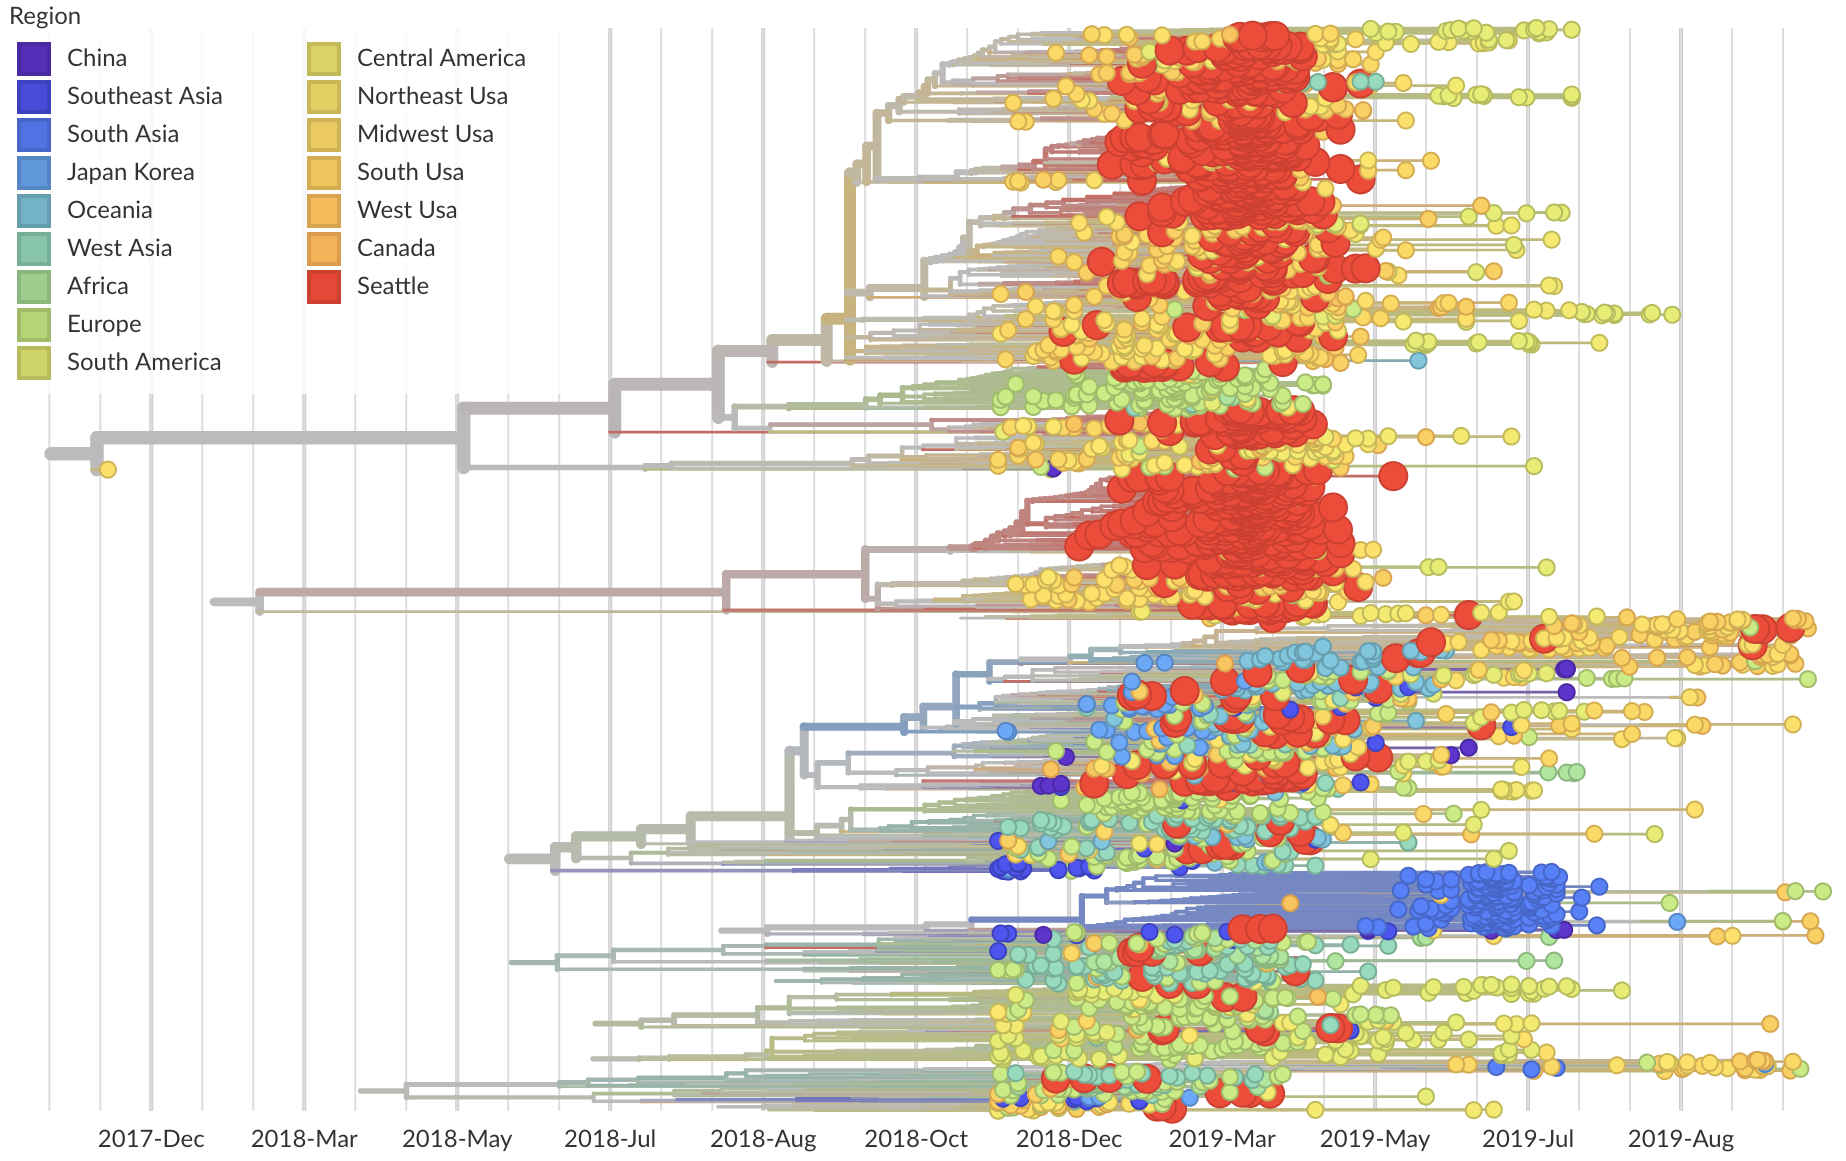 Region
China
Southeast Asia
South Asia
Japan Korea
Oceania
West Asia
Africa
Europe
South America
Central America
Northeast Usa
Midwest Usa
South Usa
West Usa
Canada
Seattle
2017-Dec 2018-Mar 2018-May 2018-Jul 2018-Aug 2018-Oct 2018-Dec 2019-Mar 2019-May 2019-Jul 2019-Aug